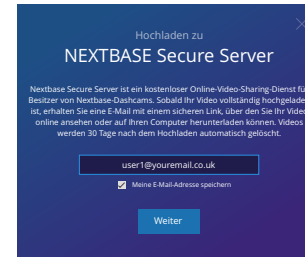 Hochladen zu
NEXTBASE Secure Server
Nextbase Secure Server ist ein kostenloser Online-Video-Sharing-Dienst für
Besitzer von Nextbase-Dashcams. Sobald Ihr Video vollständig hochgeladen
ist, erhalten Sie eine E-Mail mit einem sicheren Link, über den Sie Ihr Video
online ansehen oder auf Ihren Computer herunterladen können. Videos
werden 30 Tage nach dem Hochladen automatisch gelöscht.
user1@youremail.co.uk
Meine E-Mail-Adresse speichern
Weiter